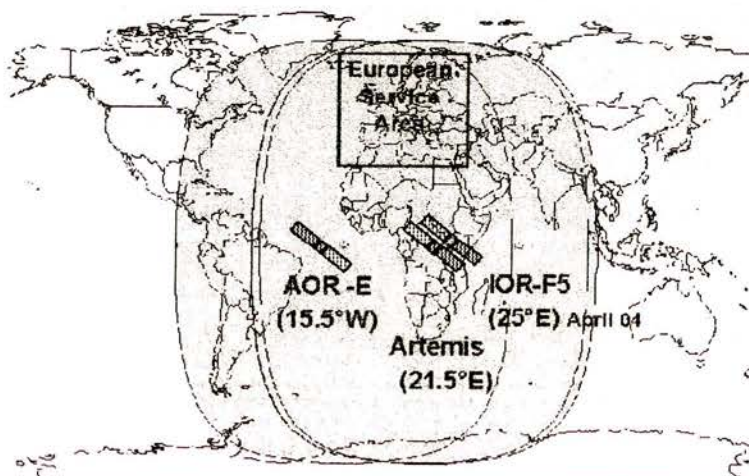 European
Service
Area
AOR-E
(15.5°W)
IOR-F5
(25°E) April 04
Artemis
(21.5°E)